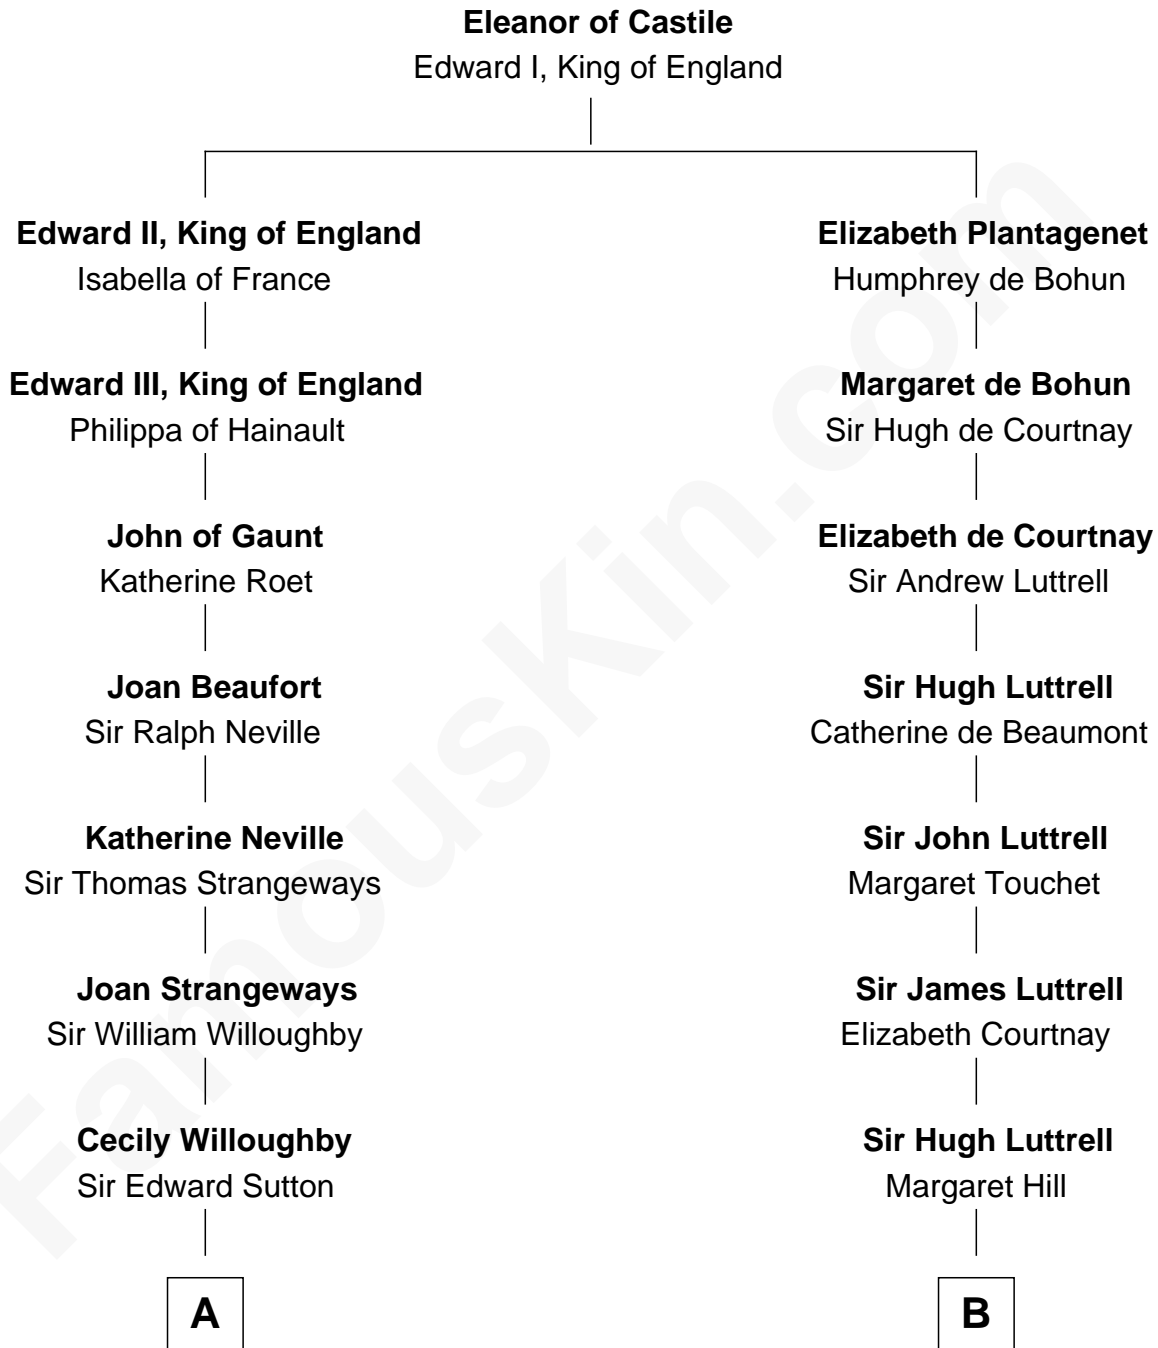 Eleanor of Castile
Edward I, King of England
Edward II, King of England
Isabella of France
Edward III, King of England
Philippa of Hainault
John of Gaunt
Katherine Roet
Joan Beaufort
Sir Ralph Neville
Katherine Neville
Sir Thomas Strangeways
Joan Strangeways
Sir William Willoughby
Cecily Willoughby
Sir Edward Sutton
A
Elizabeth Plantagenet
Humphrey de Bohun
Margaret de Bohun
Sir Hugh de Courtnay
Elizabeth de Courtnay
Sir Andrew Luttrell
Sir Hugh Luttrell
Catherine de Beaumont
Sir John Luttrell
Margaret Touchet
Sir James Luttrell
Elizabeth Courtnay
Sir Hugh Luttrell
Margaret Hill
B
FamousKin.com